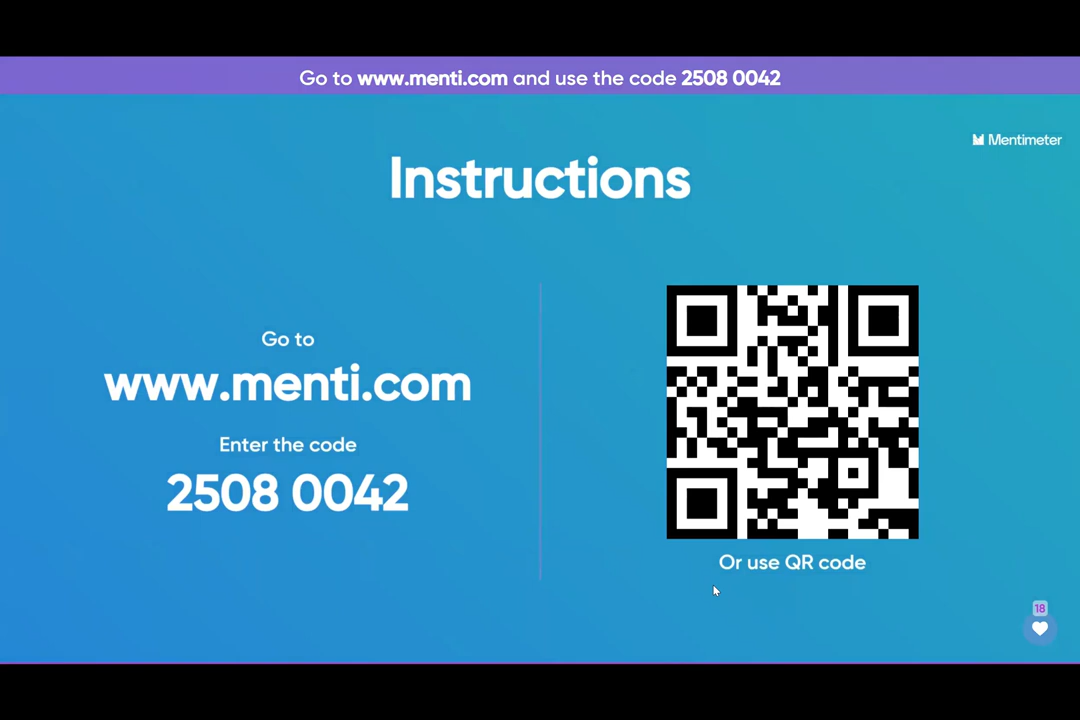 Go to www.menti.com and use the code 2508 0042
Mentimeter
Instructions
Go to
www.menti.com
Enter the code
2508 0042
Or use QR code
18